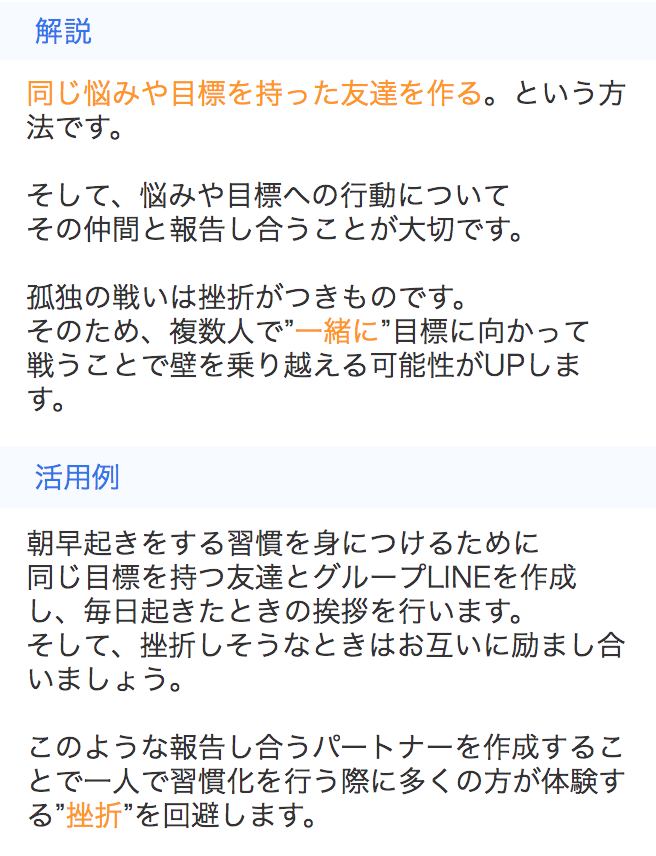 解説
同じ悩みや目標を持った友達を作る。という方
法です。
そして、悩みや目標への行動について
その仲間と報告し合うことが大切です。
孤独の戦いは挫折がつきものです。
そのため、複数人で”一緒に”目標に向かって
戦うことで壁を乗り越える可能性がUPしま
す。
活用例
朝早起きをする習慣を身につけるために
同じ目標を持つ友達とグループLINEを作成
し、毎日起きたときの挨拶を行います。
そして、挫折しそうなときはお互いに励まし合
いましょう。
このような報告し合うパートナーを作成するこ
とで一人で習慣化を行う際に多くの方が体験す
る”挫折”を回避します。